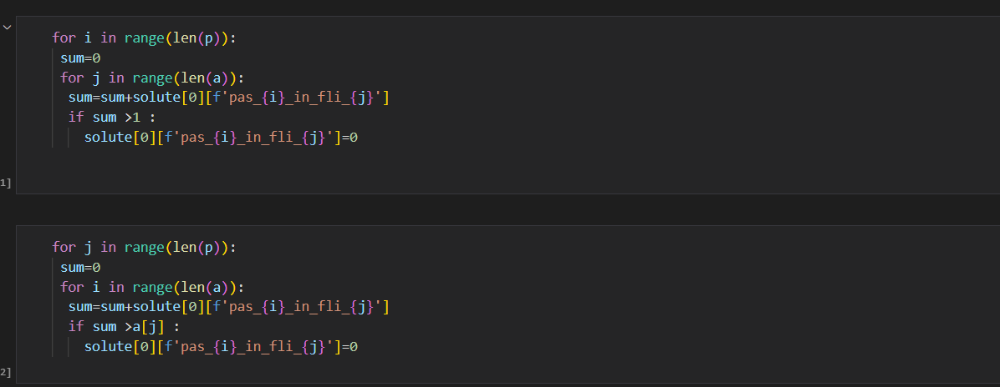 for i in range(len(p)):
 sum=0
 for j in range(len(a)):
  sum=sum+solute[0][f'pas_{i}_in_fli_{j}']
  if sum >1 :
    solute[0][f'pas_{i}_in_fli_{j}']=0
1]
for j in range(len(p)):
 sum=0
 for i in range(len(a)):
  sum=sum+solute[0][f'pas_{i}_in_fli_{j}']
  if sum >a[j] :
    solute[0][f'pas_{i}_in_fli_{j}']=0
2]